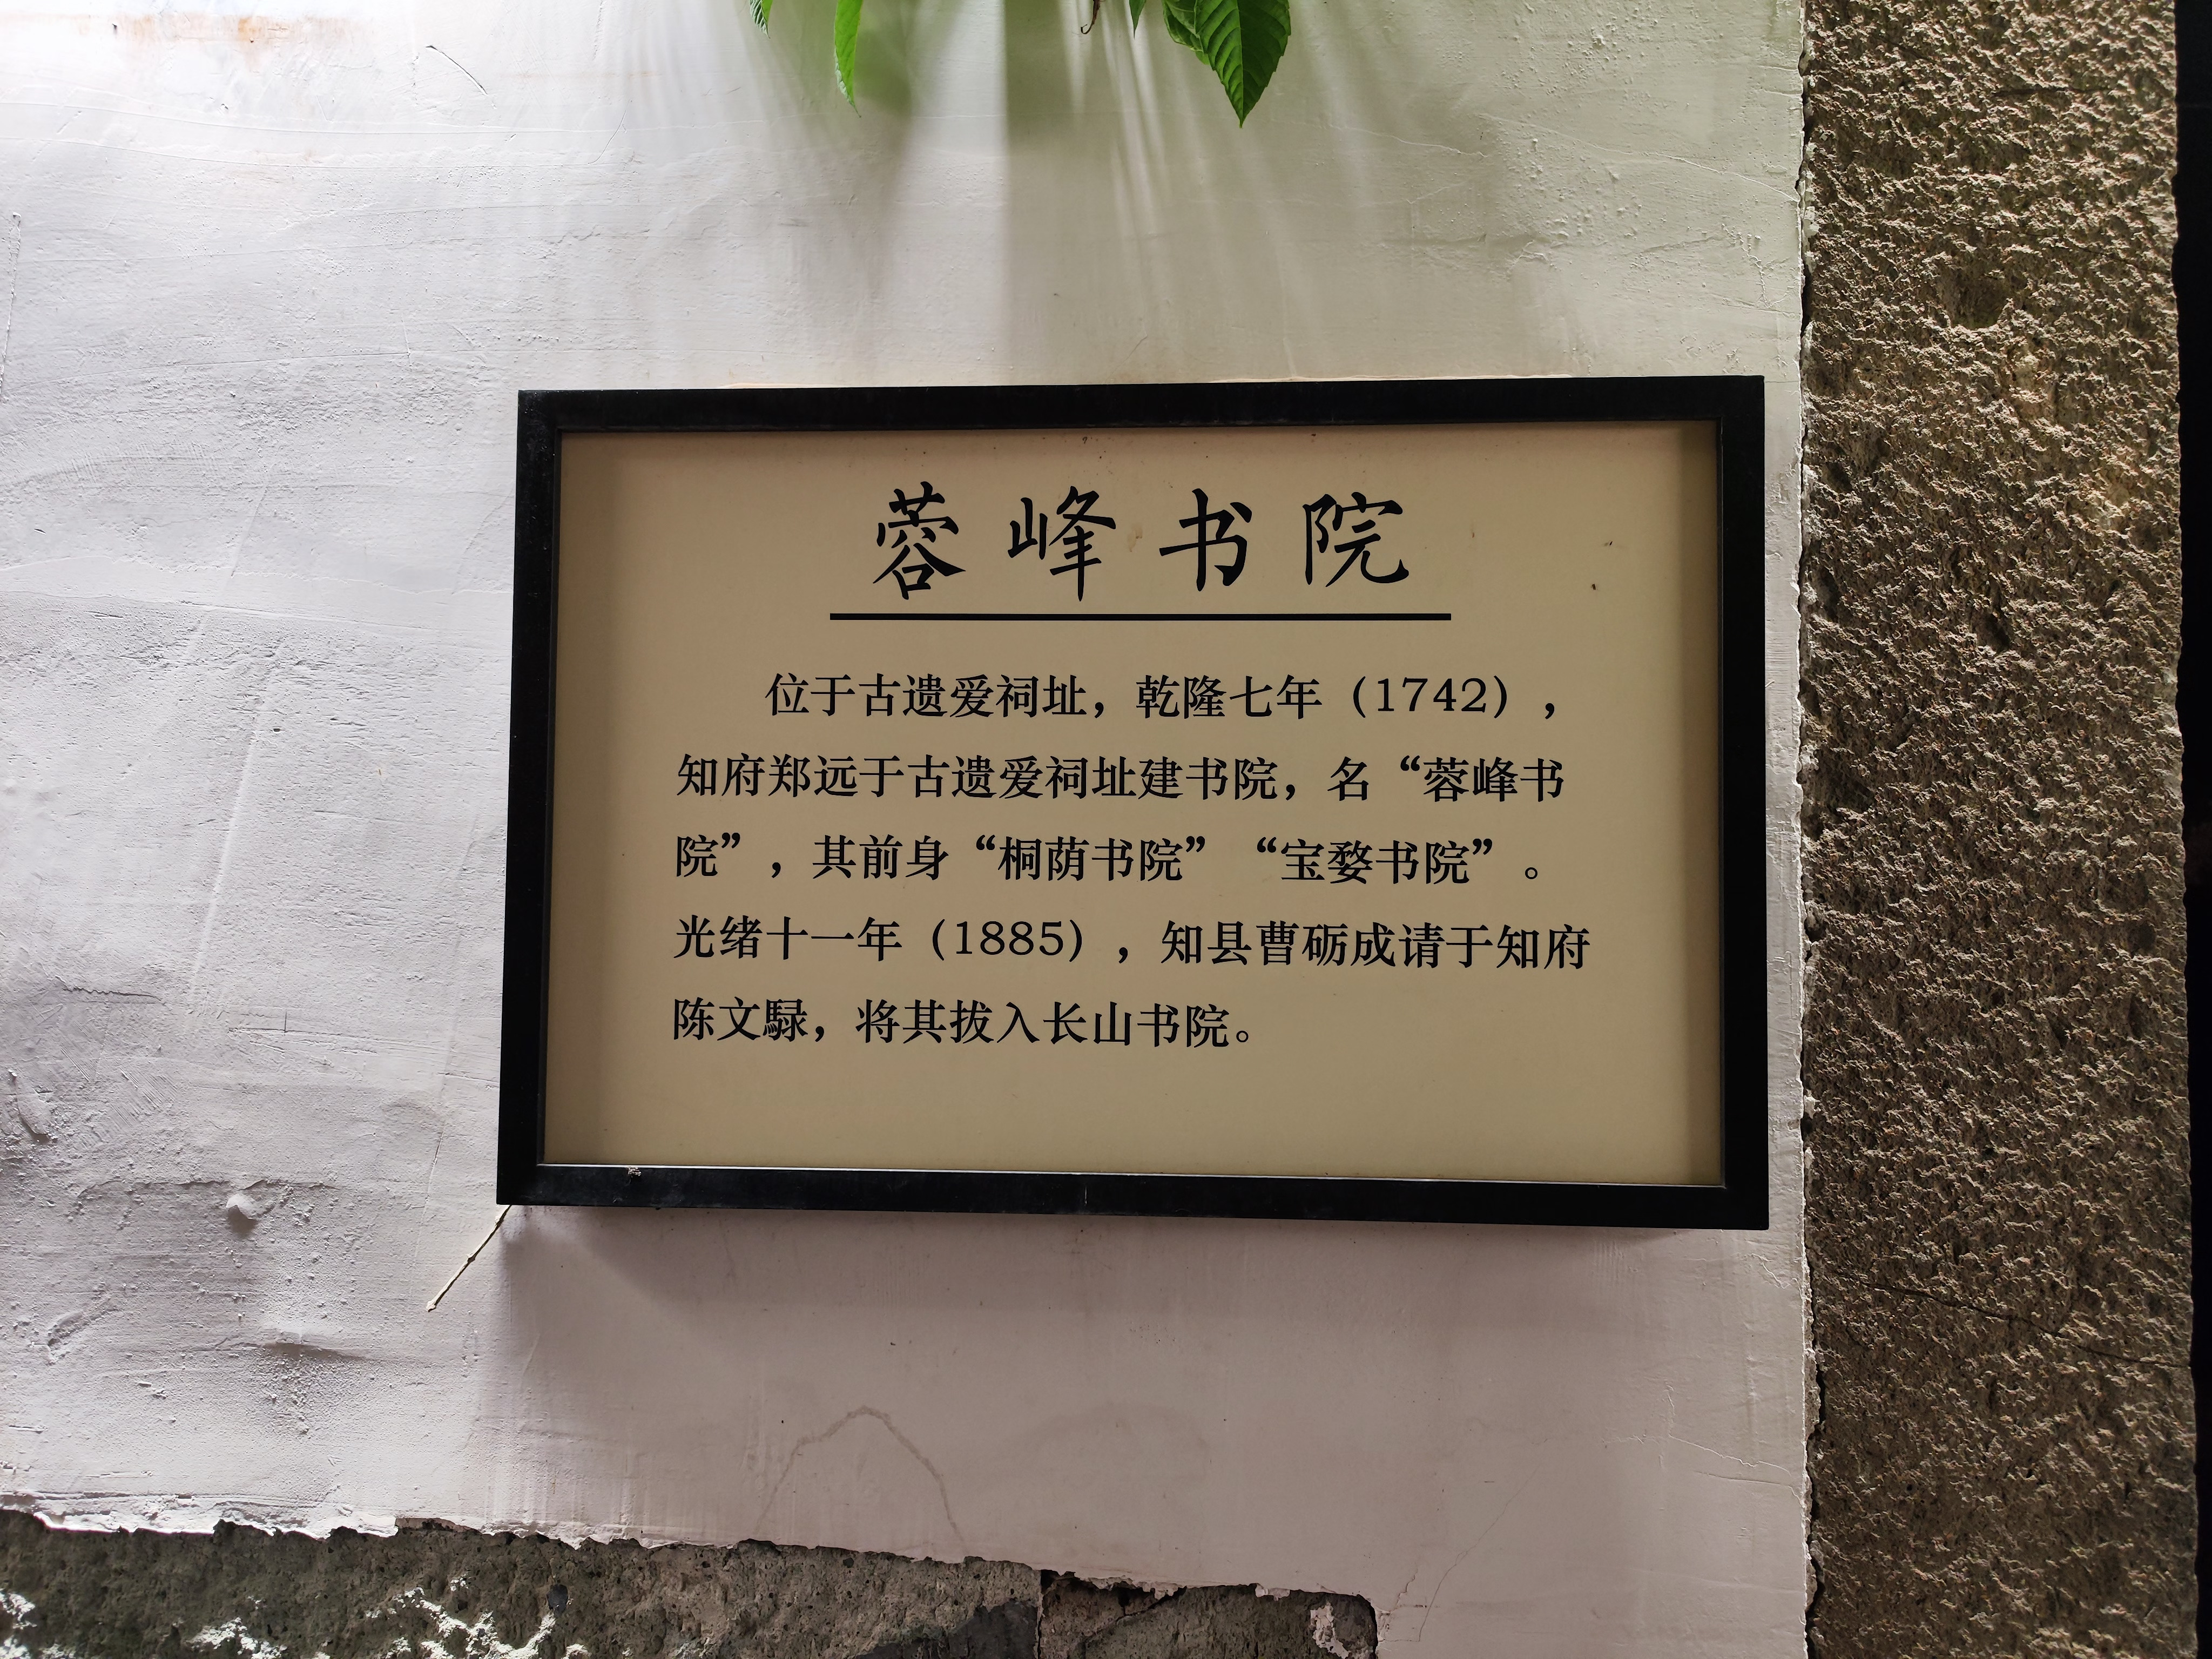 蓉峰书院
位于古遗爱祠址，乾隆七年（1742），
知府郑远于古遗爱祠址建书院，名“蓉峰书
院”，其前身“桐荫书院”“宝婺书院”。
光绪十一年（1885），知县曹砺成请于知府
陈文騄，将其拔入长山书院。